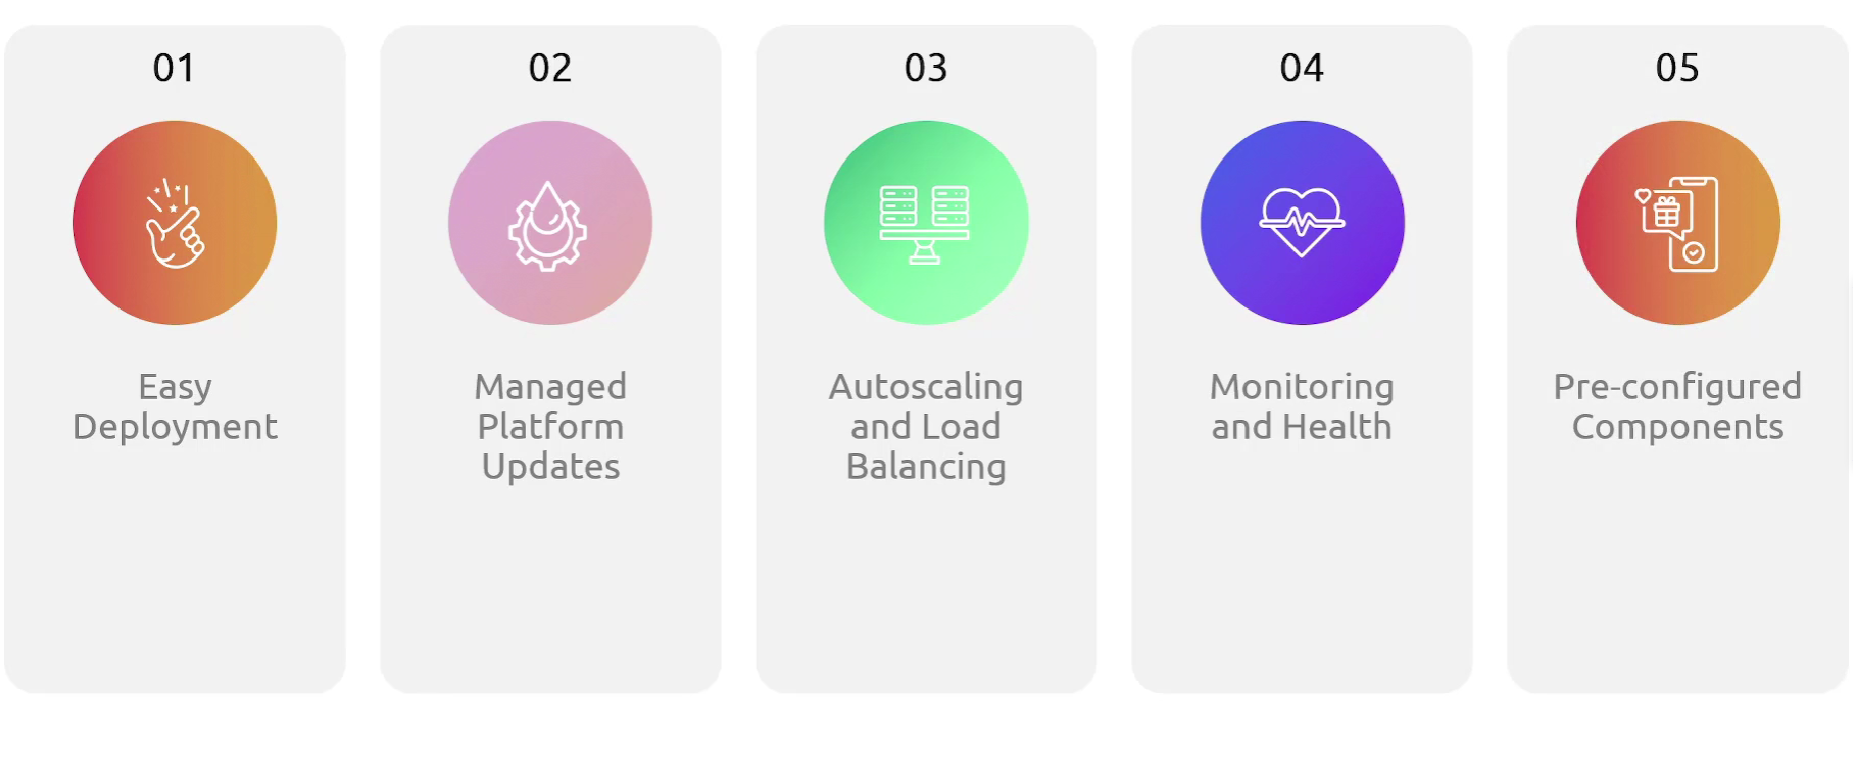 01
Easy
Deployment
02
Managed
Platform
Updates
03
Autoscaling
and Load
Balancing
04
Monitoring
and Health
05
Pre-configured
Components